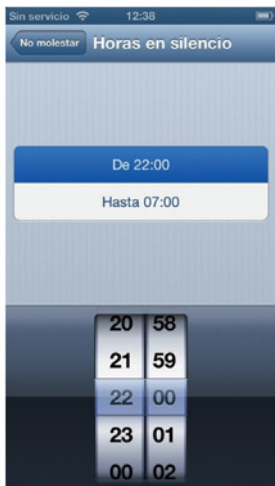 Sin servicio 12:38
No molestar Horas en silencio
De 22:00
Hasta 07:00
20 58
21 59
22 00
23 01
00 02